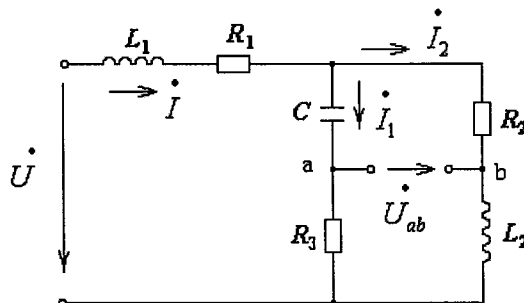 L₁ R₁ İ₂
İ C İ₁ R₂
U̇ a b
U̇ab
R₃ L₂